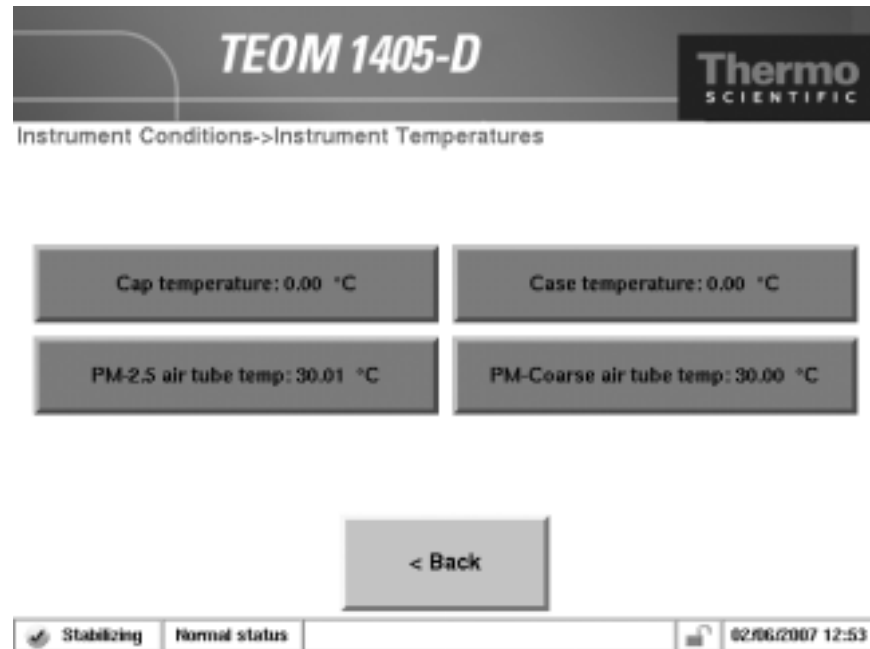 TEOM 1405-D
Thermo
SCIENTIFIC
Instrument Conditions->Instrument Temperatures
Cap temperature: 0.00 °C
Case temperature: 0.00 °C
PM-2.5 air tube temp: 30.01 °C
PM-Coarse air tube temp: 30.00 °C
< Back
Stabilizing
Normal status
02/06/2007 12:53